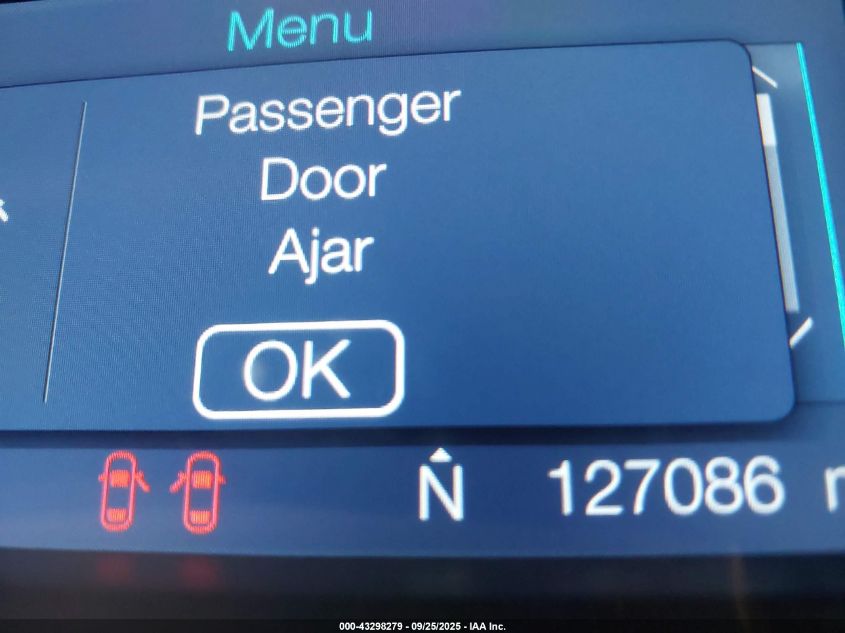 Menu
Passenger
Door
Ajar
OK
N 127086 m
000-43298279 - 09/25/2025 - IAA Inc.